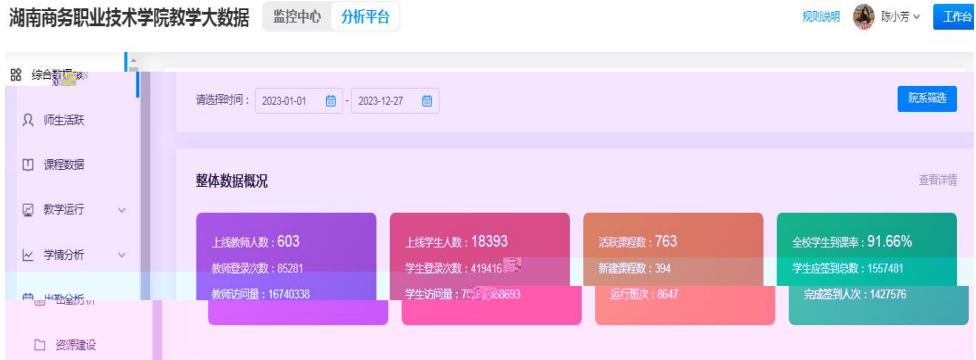 湖南商务职业技术学院教学大数据 监控中心 分析平台 规则说明 陈小芳 工作台
综合数据
请选择时间： 2023-01-01 - 2023-12-27 院系筛选
师生活跃
课程数据
整体数据概况 查看详情
教学运行
上线教师人数：603 上线学生人数：18393 活跃课程数：763 全校学生到课率：91.66%
学情分析
教师登录次数：85281 学生登录次数：419416 新建课程数：394 学生应签到总数：1557481
教师访问量：16740338 学生访问量： 运行班次：8647 完成签到人次：1427576
出勤分析
资源建设